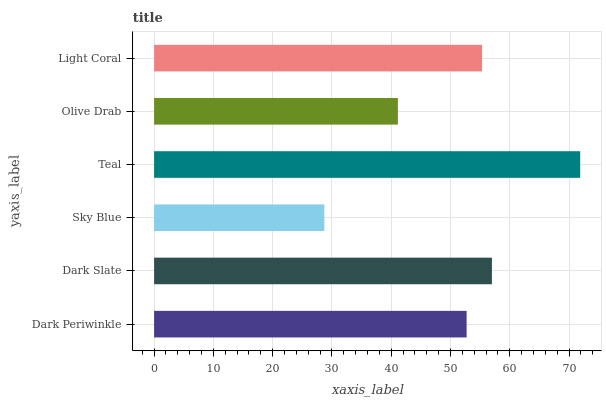 title
yaxis_label
Light Coral
Olive Drab
Teal
Sky Blue
Dark Slate
Dark Periwinkle
0 10 20 30 40 50 60 70
xaxis_label